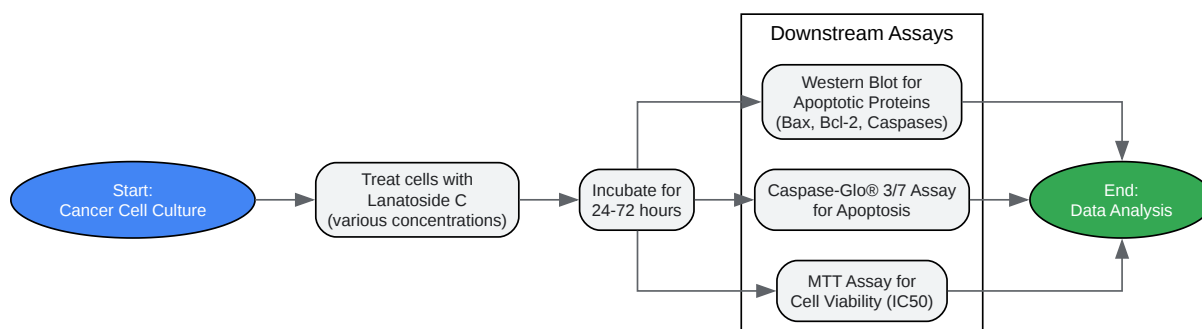 Start:
Cancer Cell Culture
Treat cells with
Lanatoside C
(various concentrations)
Incubate for
24-72 hours
Downstream Assays
Western Blot for
Apoptotic Proteins
(Bax, Bcl-2, Caspases)
Caspase-Glo® 3/7 Assay
for Apoptosis
MTT Assay for
Cell Viability (IC50)
End:
Data Analysis